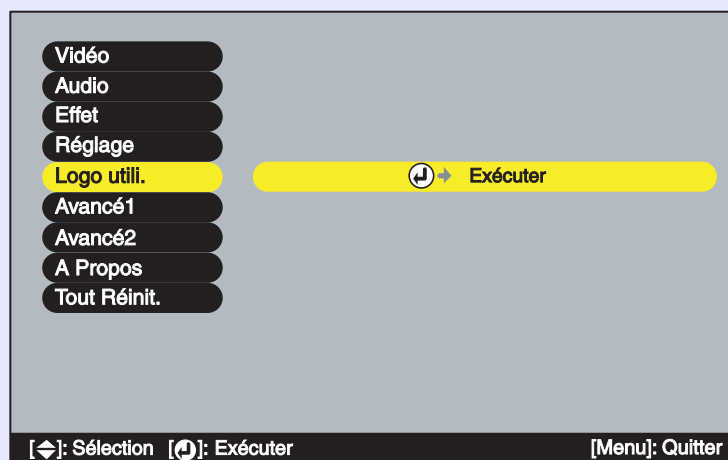 Vidéo
Audio
Effet
Réglage
Logo utili. Exécuter
Avancé1
Avancé2
A Propos
Tout Réinit.
[ ]: Sélection [ ]: Exécuter [Menu]: Quitter